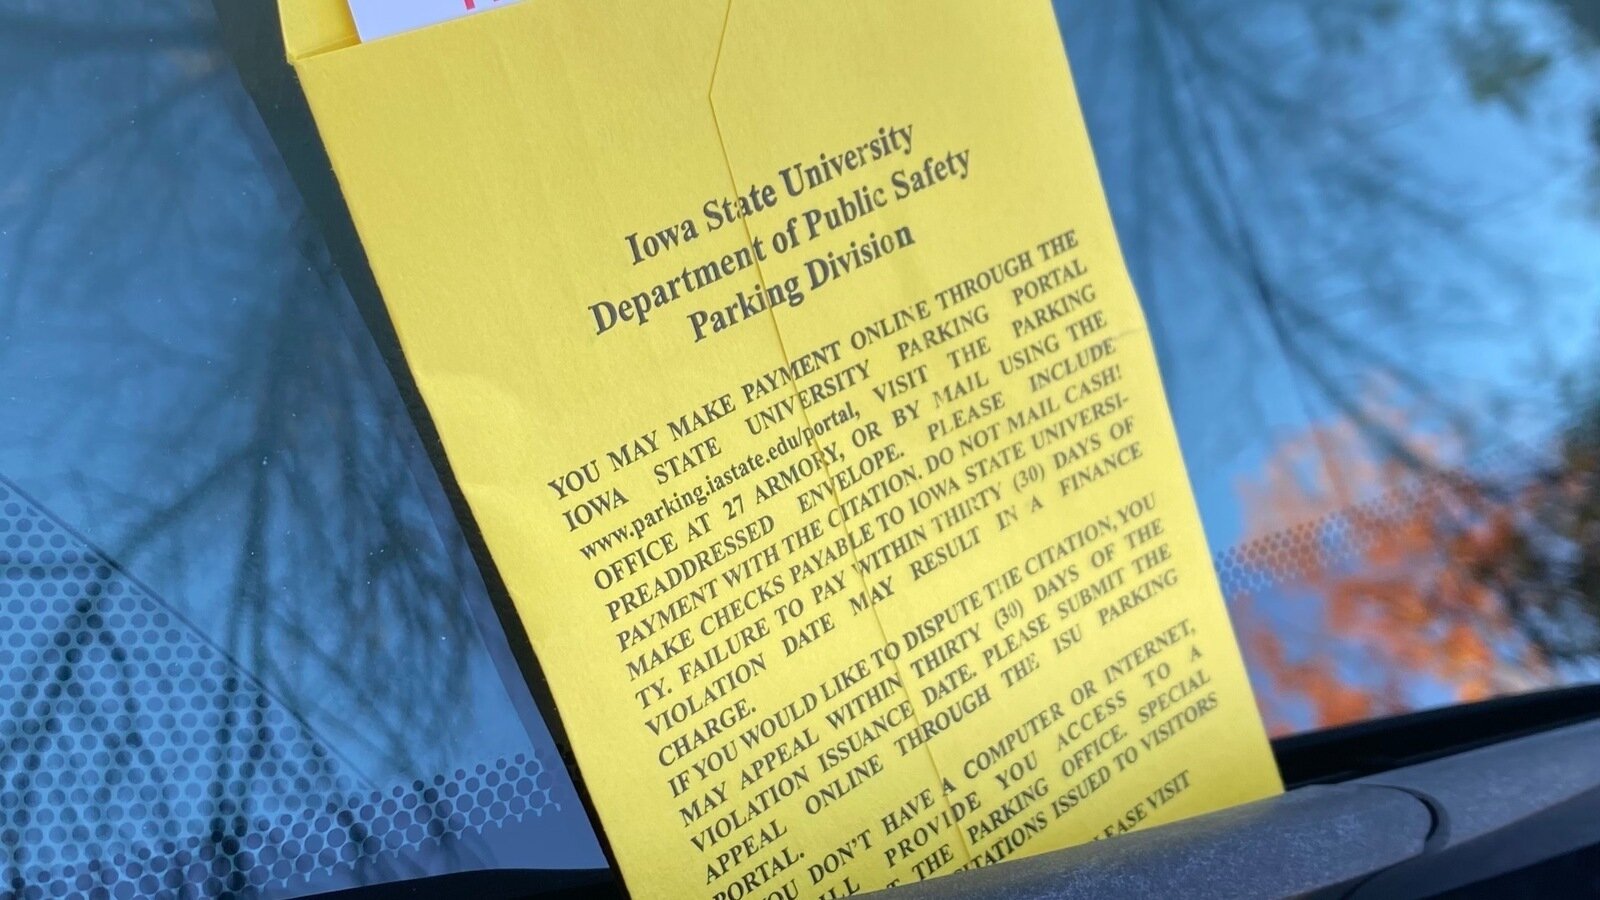 Iowa State University
Department of Public Safety
Parking Division
YOU MAY MAKE PAYMENT ONLINE THROUGH THE
IOWA STATE UNIVERSITY PARKING PORTAL
www.parking.iastate.edu/portal, VISIT THE PARKING
OFFICE AT 27 ARMORY, OR BY MAIL USING THE
PREADDRESSED ENVELOPE. PLEASE INCLUDE
PAYMENT WITH THE CITATION. DO NOT MAIL CASH!
MAKE CHECKS PAYABLE TO IOWA STATE UNIVERSI-
TY. FAILURE TO PAY WITHIN THIRTY (30) DAYS OF
VIOLATION DATE MAY RESULT IN A FINANCE
CHARGE.
IF YOU WOULD LIKE TO DISPUTE THE CITATION, YOU
MAY APPEAL WITHIN THIRTY (30) DAYS OF THE
VIOLATION ISSUANCE DATE. PLEASE SUBMIT THE
APPEAL ONLINE THROUGH THE ISU PARKING
PORTAL.
YOU DON'T HAVE A COMPUTER OR INTERNET,
PROVIDE YOU ACCESS TO A
THE PARKING OFFICE. SPECIAL
ISSUED TO VISITORS
VISIT